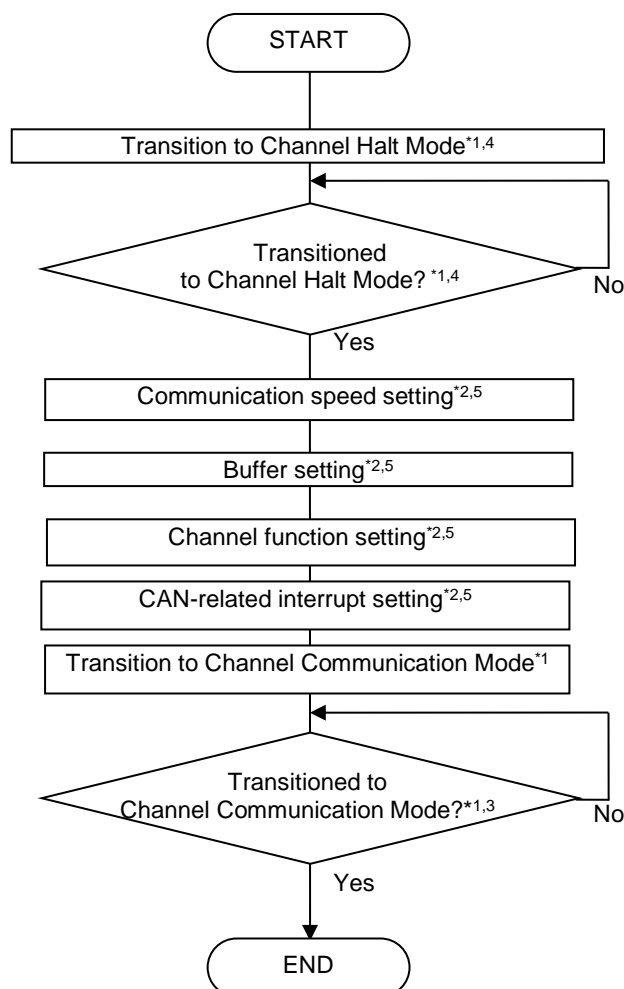 START
Transition to Channel Halt Mode*1,4
Transitioned
to Channel Halt Mode? *1,4
No
Yes
Communication speed setting*2,5
Buffer setting*2,5
Channel function setting*2,5
CAN-related interrupt setting*2,5
Transition to Channel Communication Mode*1
Transitioned to
Channel Communication Mode?*1,3
No
Yes
END